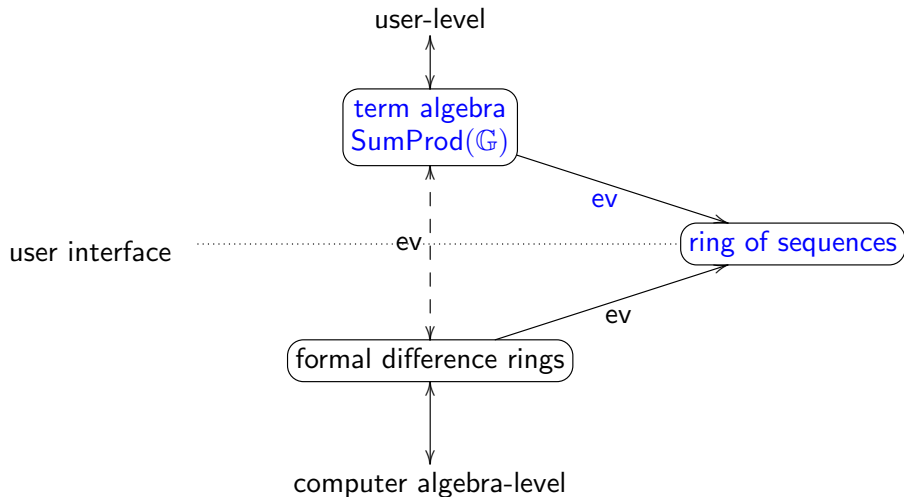 user-level
term algebra
SumProd(𝔾)
ev
user interface
ev
ring of sequences
ev
formal difference rings
computer algebra-level